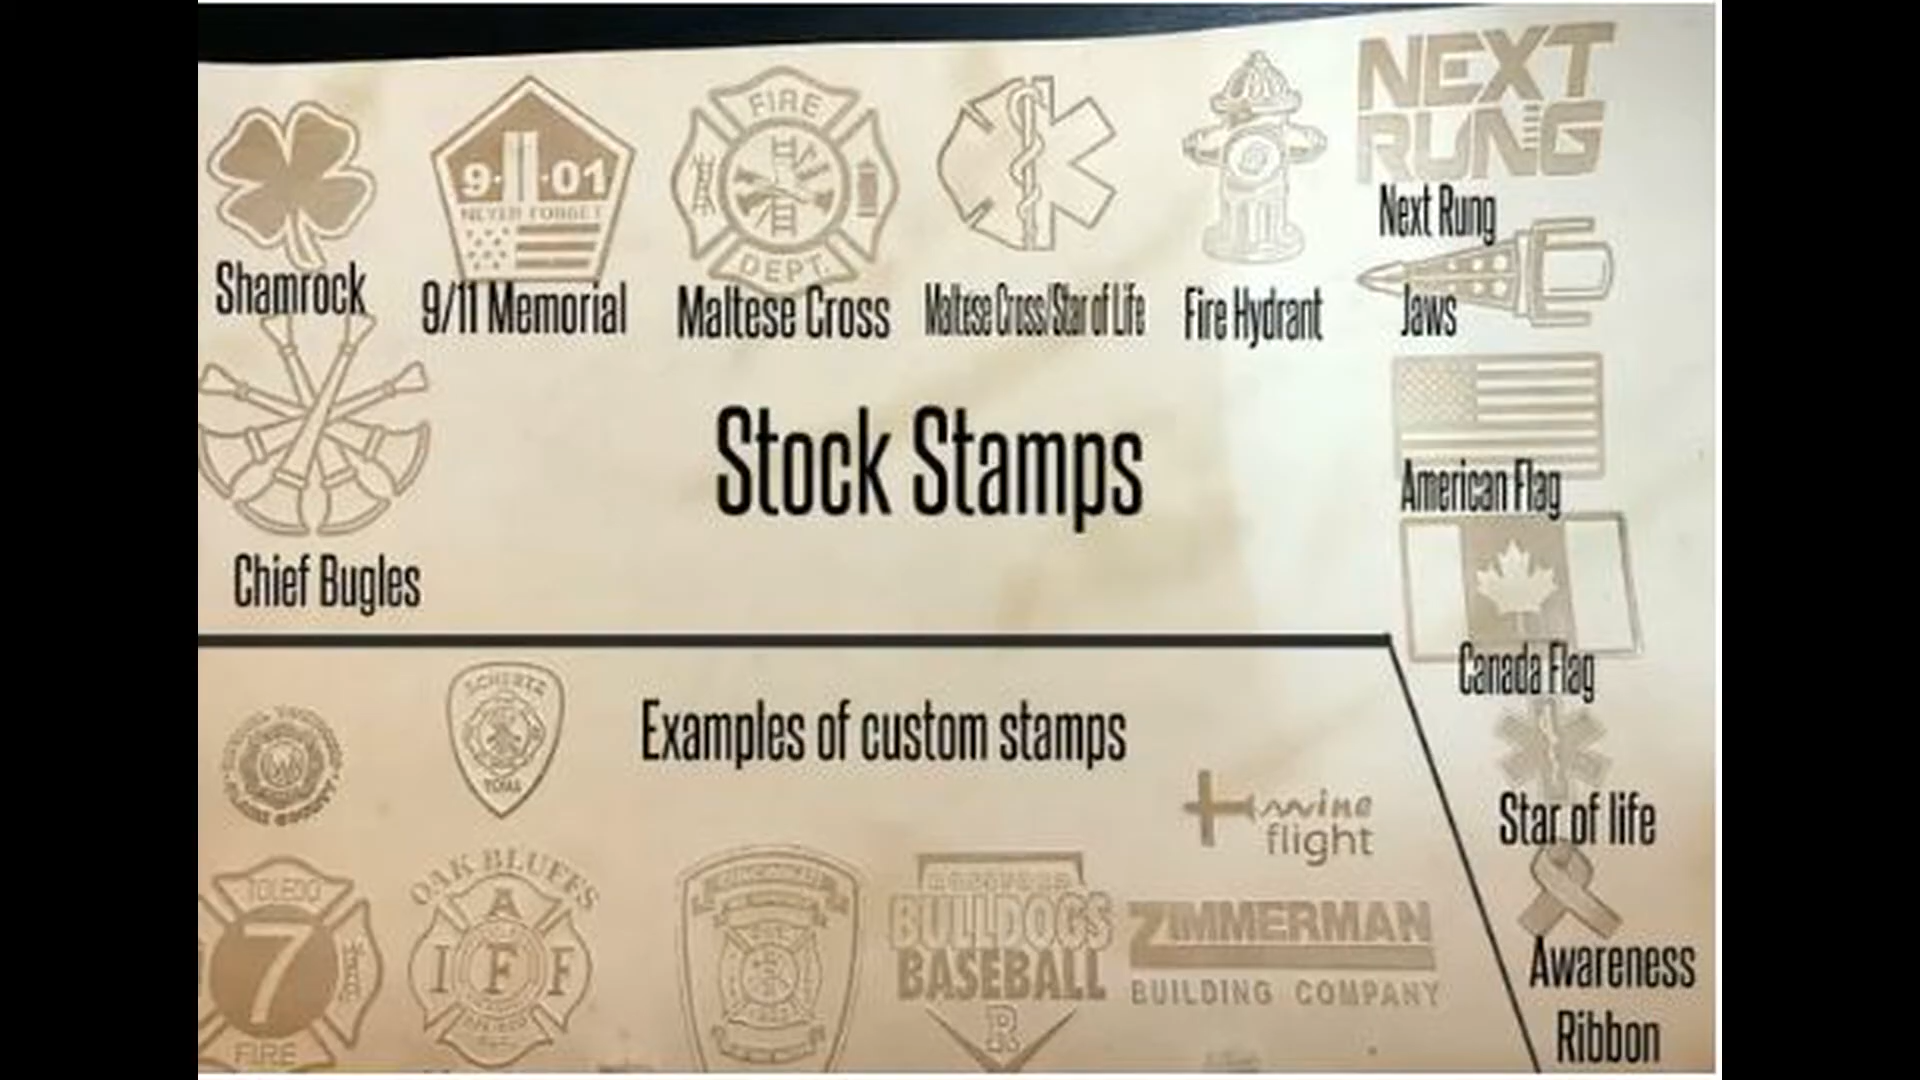 NEXT
RUNG
FIRE
9 01
NEVER FORGET
DEPT.
Next Rung
Shamrock
9/11 Memorial
Maltese Cross
Maltese Cross/Star of Life
Fire Hydrant
Jaws
Stock Stamps
American Flag
Chief Bugles
Canada Flag
SCHERTZ
Examples of custom stamps
wine
flight
Star of life
OAK BLUFFS
TOLEDO
7
FIRE
A
I F F
BULLDOGS
BASEBALL
R
ZIMMERMAN
BUILDING COMPANY
Awareness
Ribbon